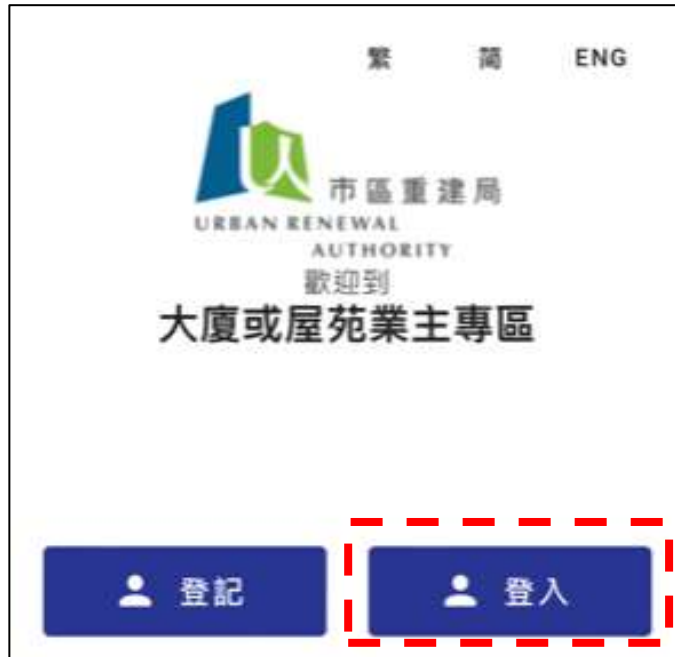 繁 简 ENG
市區重建局
URBAN RENEWAL
AUTHORITY
歡迎到
大廈或屋苑業主專區
登記 登入